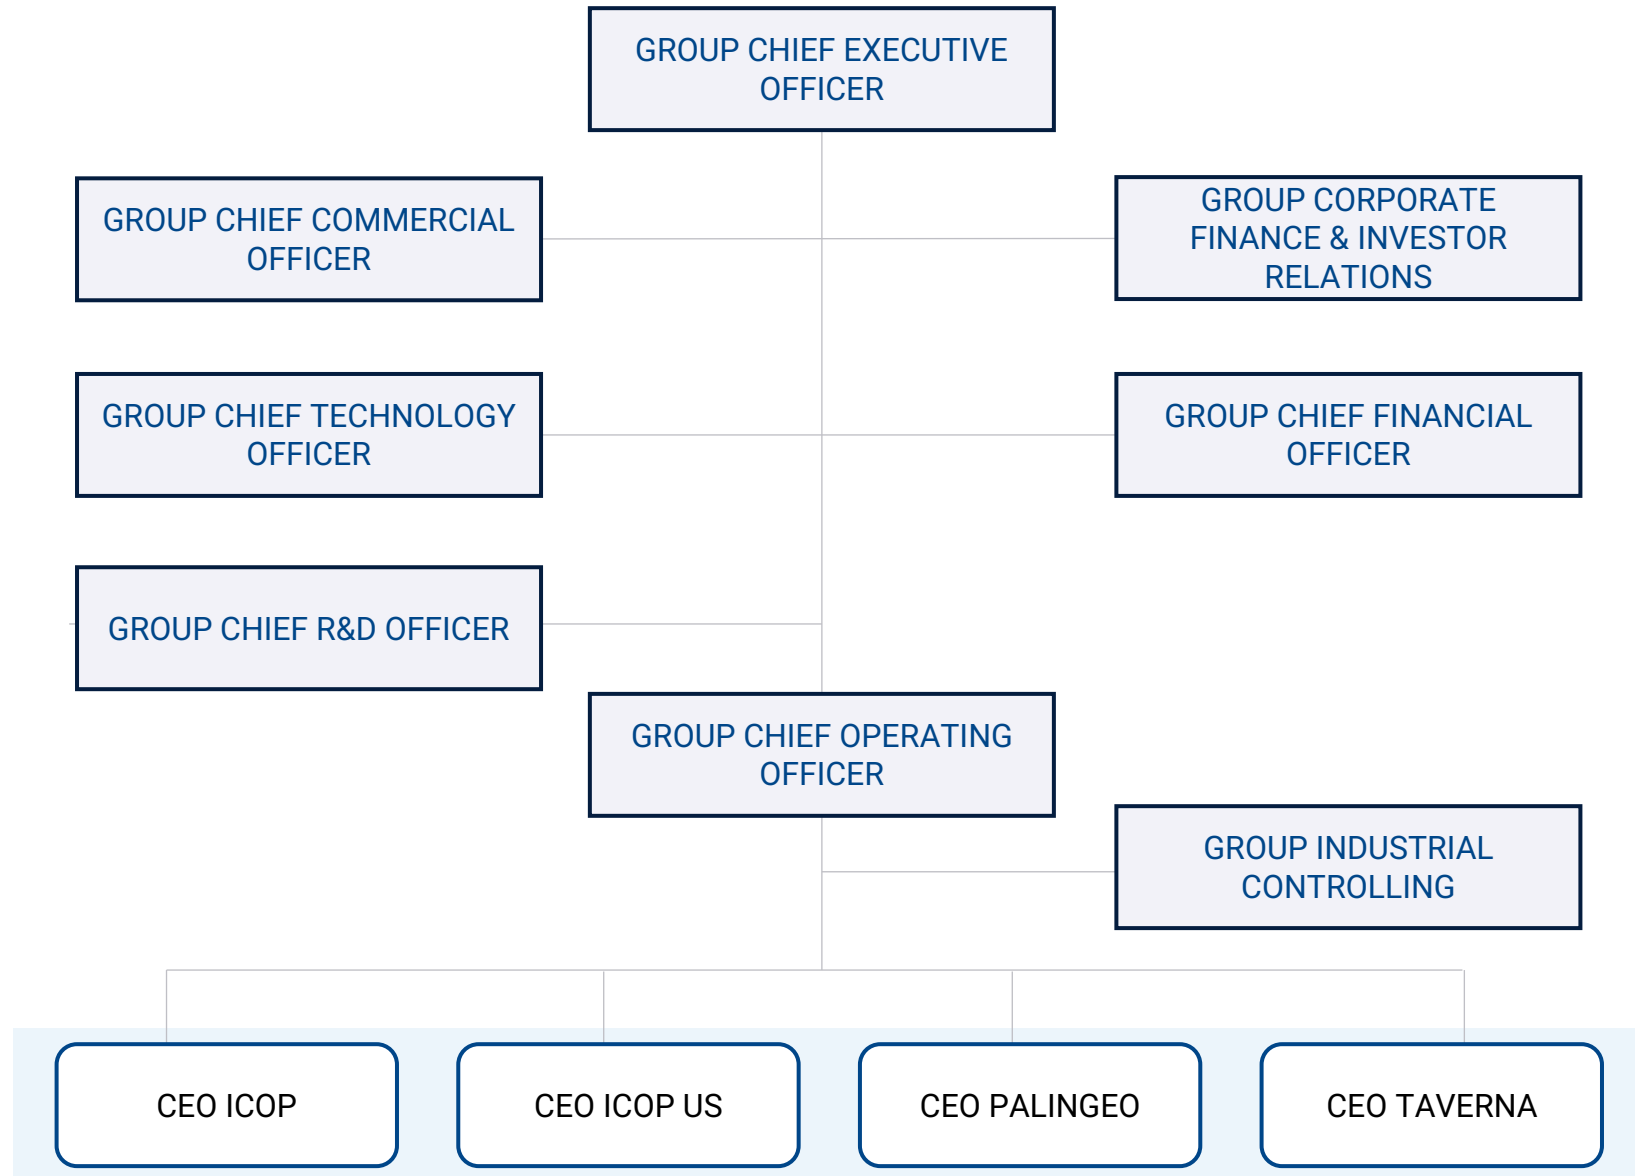 GROUP CHIEF EXECUTIVE
OFFICER
GROUP CHIEF COMMERCIAL
OFFICER
GROUP CORPORATE
FINANCE & INVESTOR
RELATIONS
GROUP CHIEF TECHNOLOGY
OFFICER
GROUP CHIEF FINANCIAL
OFFICER
GROUP CHIEF R&D OFFICER
GROUP CHIEF OPERATING
OFFICER
GROUP INDUSTRIAL
CONTROLLING
CEO ICOP
CEO ICOP US
CEO PALINGEO
CEO TAVERNA